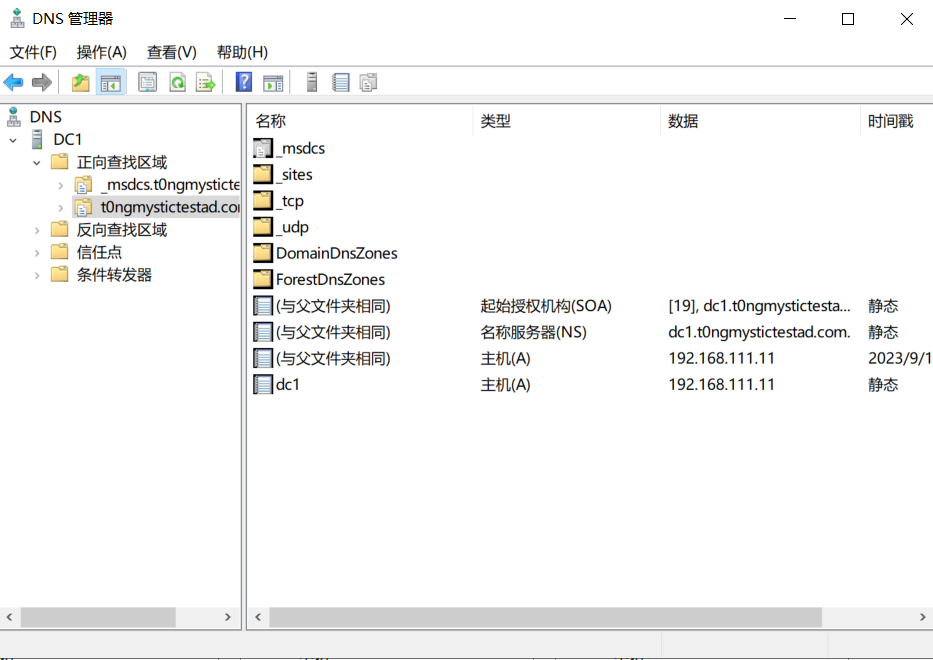 DNS 管理器
文件(F) 操作(A) 查看(V) 帮助(H)
DNS
DC1
正向查找区域
_msdcs.t0ngmysticte
t0ngmystictestad.co
反向查找区域
信任点
条件转发器
名称 类型 数据 时间戳
_msdcs
_sites
_tcp
_udp
DomainDnsZones
ForestDnsZones
(与父文件夹相同) 起始授权机构(SOA) [19], dc1.t0ngmystictesta... 静态
(与父文件夹相同) 名称服务器(NS) dc1.t0ngmystictestad.com. 静态
(与父文件夹相同) 主机(A) 192.168.111.11 2023/9/1
dc1 主机(A) 192.168.111.11 静态